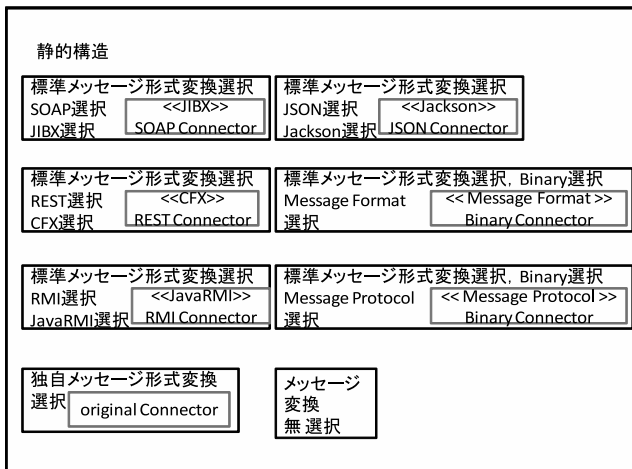 静的構造
標準メッセージ形式変換選択
SOAP選択
JIBX選択
<<JIBX>>
SOAP Connector
標準メッセージ形式変換選択
JSON選択
Jackson選択
<<Jackson>>
JSON Connector
標準メッセージ形式変換選択
REST選択
CFX選択
<<CFX>>
REST Connector
標準メッセージ形式変換選択, Binary選択
Message Format
選択
<< Message Format >>
Binary Connector
標準メッセージ形式変換選択
RMI選択
JavaRMI選択
<<JavaRMI>>
RMI Connector
標準メッセージ形式変換選択, Binary選択
Message Protocol
選択
<< Message Protocol >>
Binary Connector
独自メッセージ形式変換
選択
original Connector
メッセージ
変換
無 選択